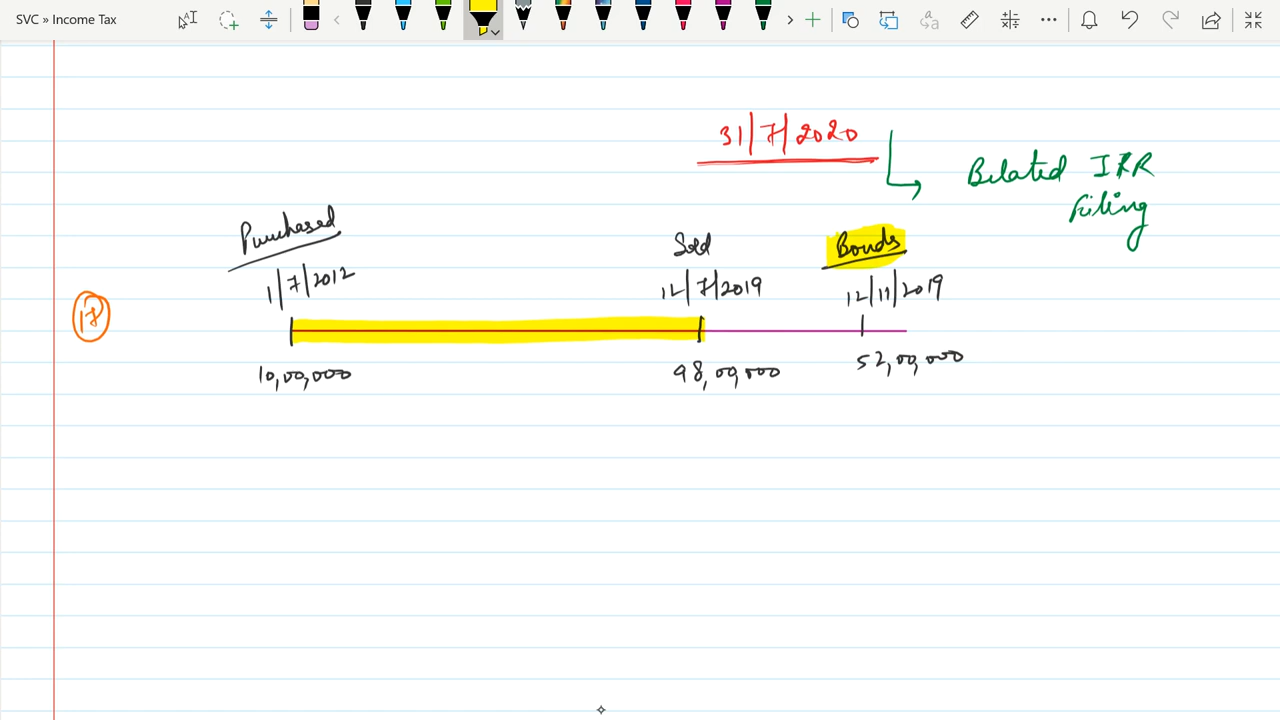 SVC » Income Tax
31/7/2020
Belated ITR
Filing
Purchased
1/7/2012
Sold
12/7/2019
Bonds
12/11/2019
17
10,00,000
98,00,000
52,00,000